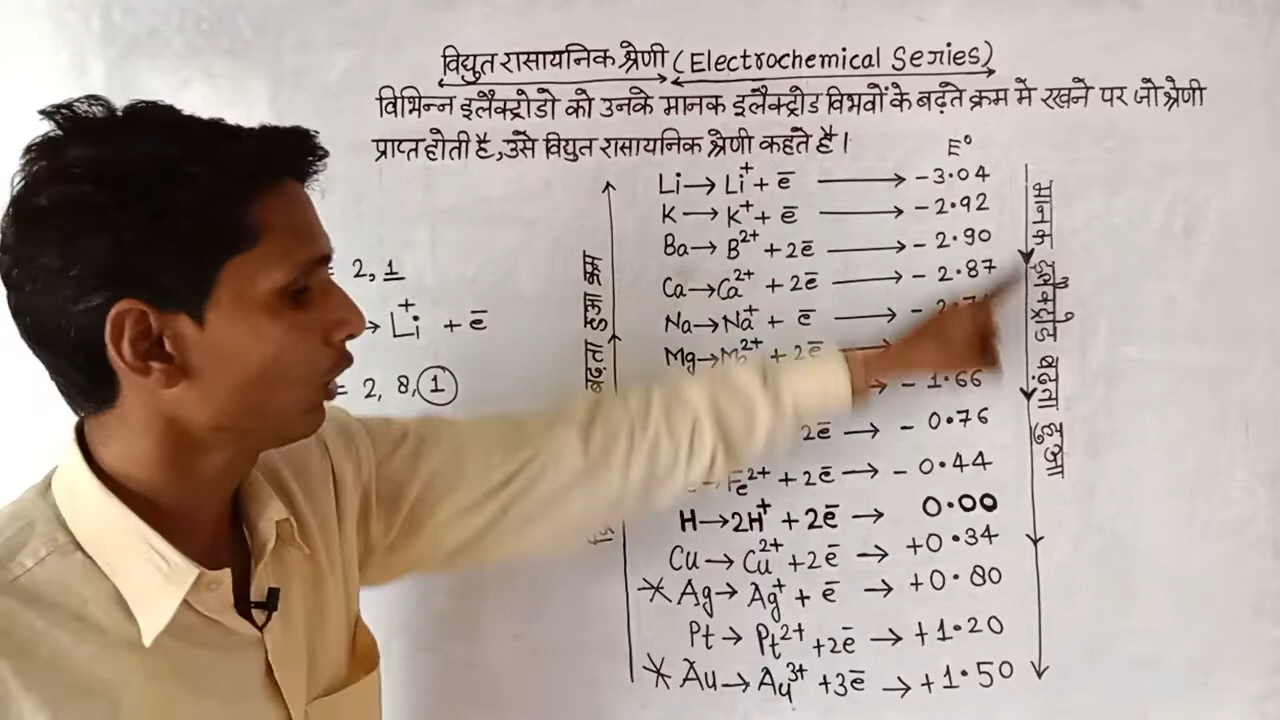 विद्युत रासायनिक श्रेणी (Electrochemical Series)
विभिन्न इलैक्ट्रोडो को उनके मानक इलैक्ट्रोड विभवों के बढ़ते क्रम में रखने पर जो श्रेणी
प्राप्त होती है, उसे विद्युत रासायनिक श्रेणी कहते है।
E⁰
Li → Li⁺ + ē → -3.04
K → K⁺ + ē → -2.92
Ba → B²⁺ + 2ē → -2.90
Ca → Ca²⁺ + 2ē → -2.87
Na → Na⁺ + ē → -
Mg → M²⁺ + 2ē
→ -1.66
2ē → -0.76
Fe²⁺ + 2ē → -0.44
H → 2H⁺ + 2ē → 0.00
Cu → Cu²⁺ + 2ē → +0.34
* Ag → Ag⁺ + ē → +0.80
Pt → Pt²⁺ + 2ē → +1.20
* Au → Au³⁺ + 3ē → +1.50
= 2, 1
→ Li⁺ + ē
= 2, 8, 1
बढ़ता हुआ क्रम
मानक इलैक्ट्रोड बढ़ता हुआ